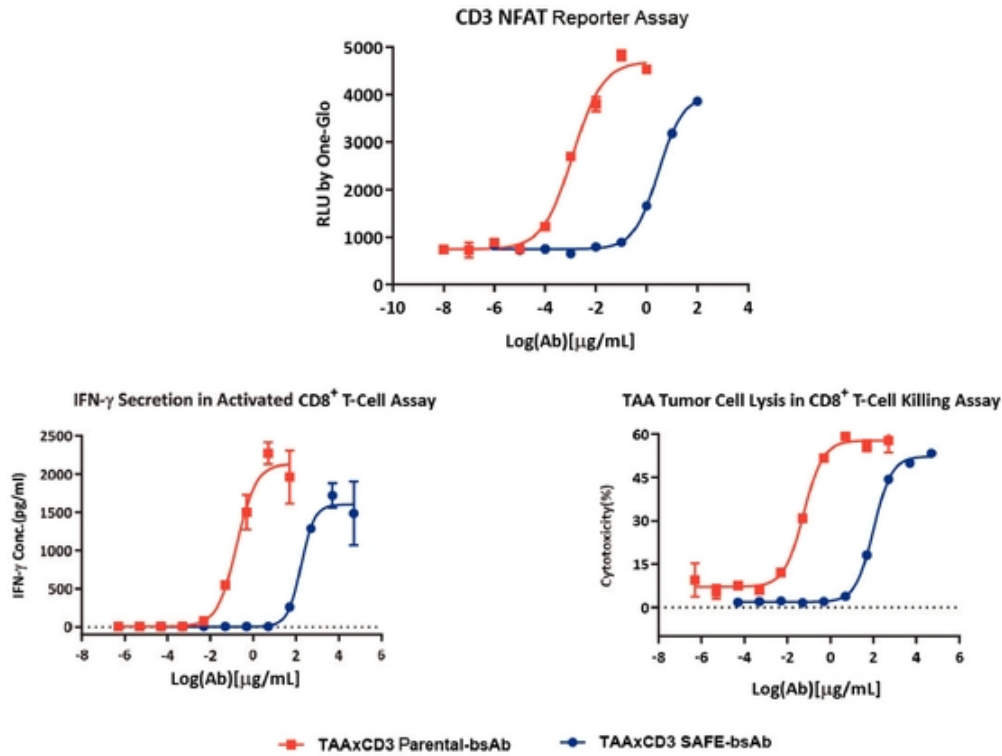 CD3 NFAT Reporter Assay
RLU by One-Glo
5000
4000
3000
2000
1000
0
-10 -8 -6 -4 -2 0 2 4
Log(Ab)[μg/mL]
IFN-γ Secretion in Activated CD8⁺ T-Cell Assay
IFN-γ Conc.(pg/ml)
2500
2000
1500
1000
500
0
-8 -6 -4 -2 0 2 4 6
Log(Ab)[μg/mL]
TAA Tumor Cell Lysis in CD8⁺ T-Cell Killing Assay
Cytotoxicity(%)
60
45
30
15
0
-8 -6 -4 -2 0 2 4 6
Log(Ab)[μg/mL]
TAAxCD3 Parental-bsAb TAAxCD3 SAFE-bsAb